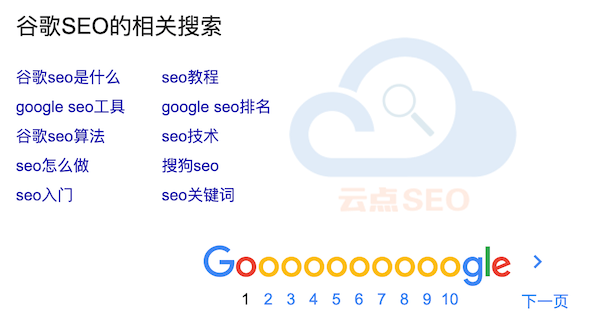 谷歌SEO的相关搜索
谷歌seo是什么 seo教程
google seo工具 google seo排名
谷歌seo算法 seo技术
seo怎么做 搜狗seo
seo入门 seo关键词
云点SEO
Goooooooooogle
1 2 3 4 5 6 7 8 9 10 下一页